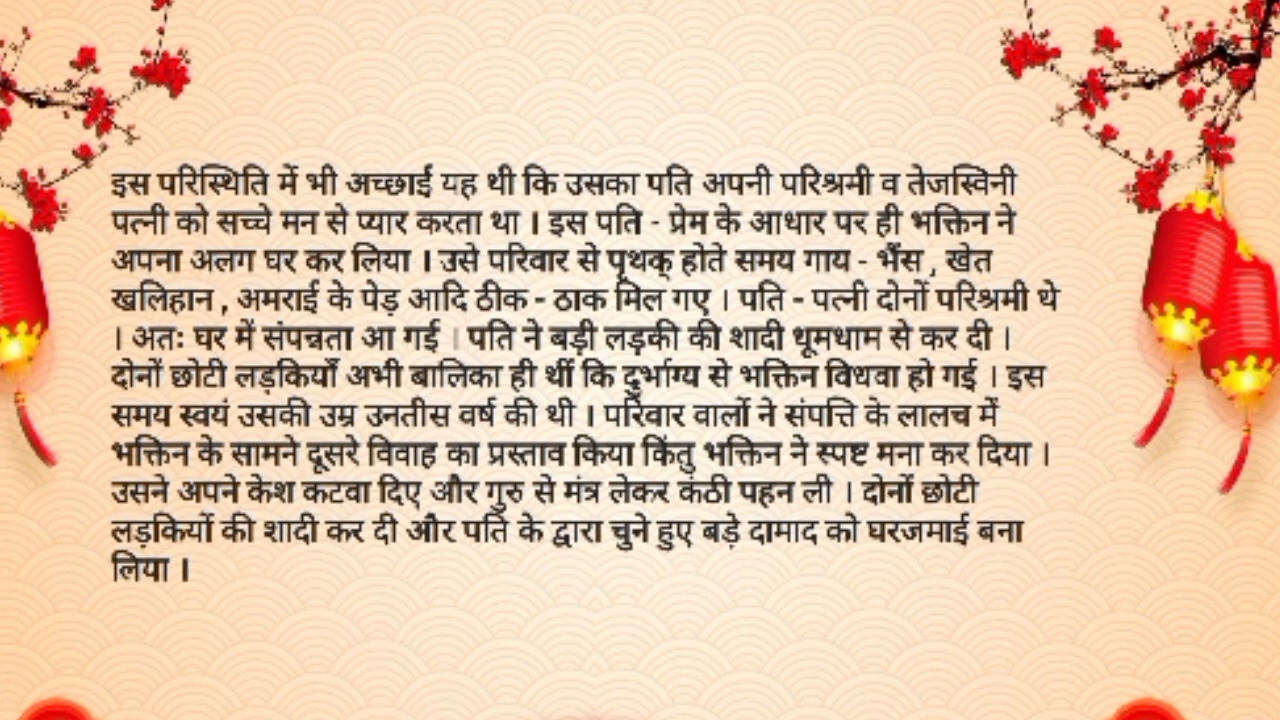 इस परिस्थिति में भी अच्छाई यह थी कि उसका पति अपनी परिश्रमी व तेजस्विनी
पत्नी को सच्चे मन से प्यार करता था । इस पति - प्रेम के आधार पर ही भक्तिन ने
अपना अलग घर कर लिया । उसे परिवार से पृथक् होते समय गाय - भैंस , खेत
खलिहान , अमराई के पेड़ आदि ठीक - ठाक मिल गए । पति - पत्नी दोनों परिश्रमी थे
। अतः घर में संपन्नता आ गई । पति ने बड़ी लड़की की शादी धूमधाम से कर दी ।
दोनों छोटी लड़कियाँ अभी बालिका ही थीं कि दुर्भाग्य से भक्तिन विधवा हो गई । इस
समय स्वयं उसकी उम्र उनतीस वर्ष की थी । परिवार वालों ने संपत्ति के लालच में
भक्तिन के सामने दूसरे विवाह का प्रस्ताव किया किंतु भक्तिन ने स्पष्ट मना कर दिया ।
उसने अपने केश कटवा दिए और गुरु से मंत्र लेकर कंठी पहन ली । दोनों छोटी
लड़कियों की शादी कर दी और पति के द्वारा चुने हुए बड़े दामाद को घरजमाई बना
लिया ।